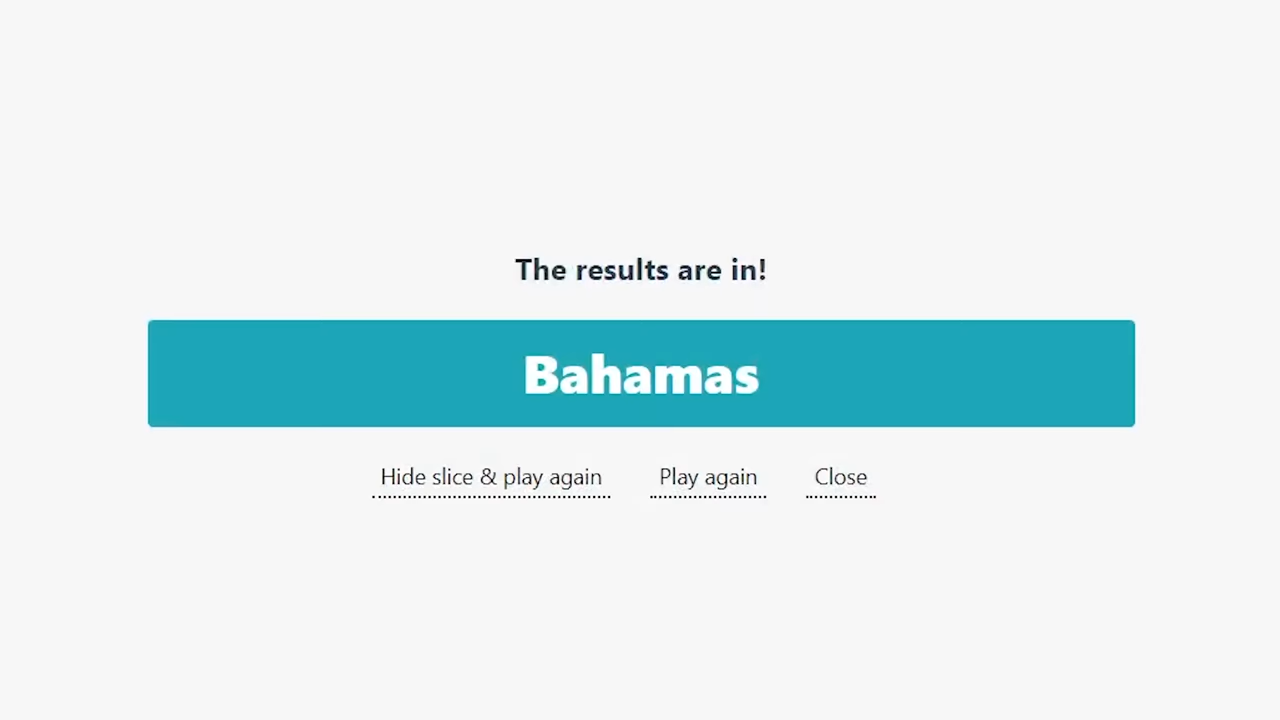 The results are in!
Bahamas
Hide slice & play again Play again Close